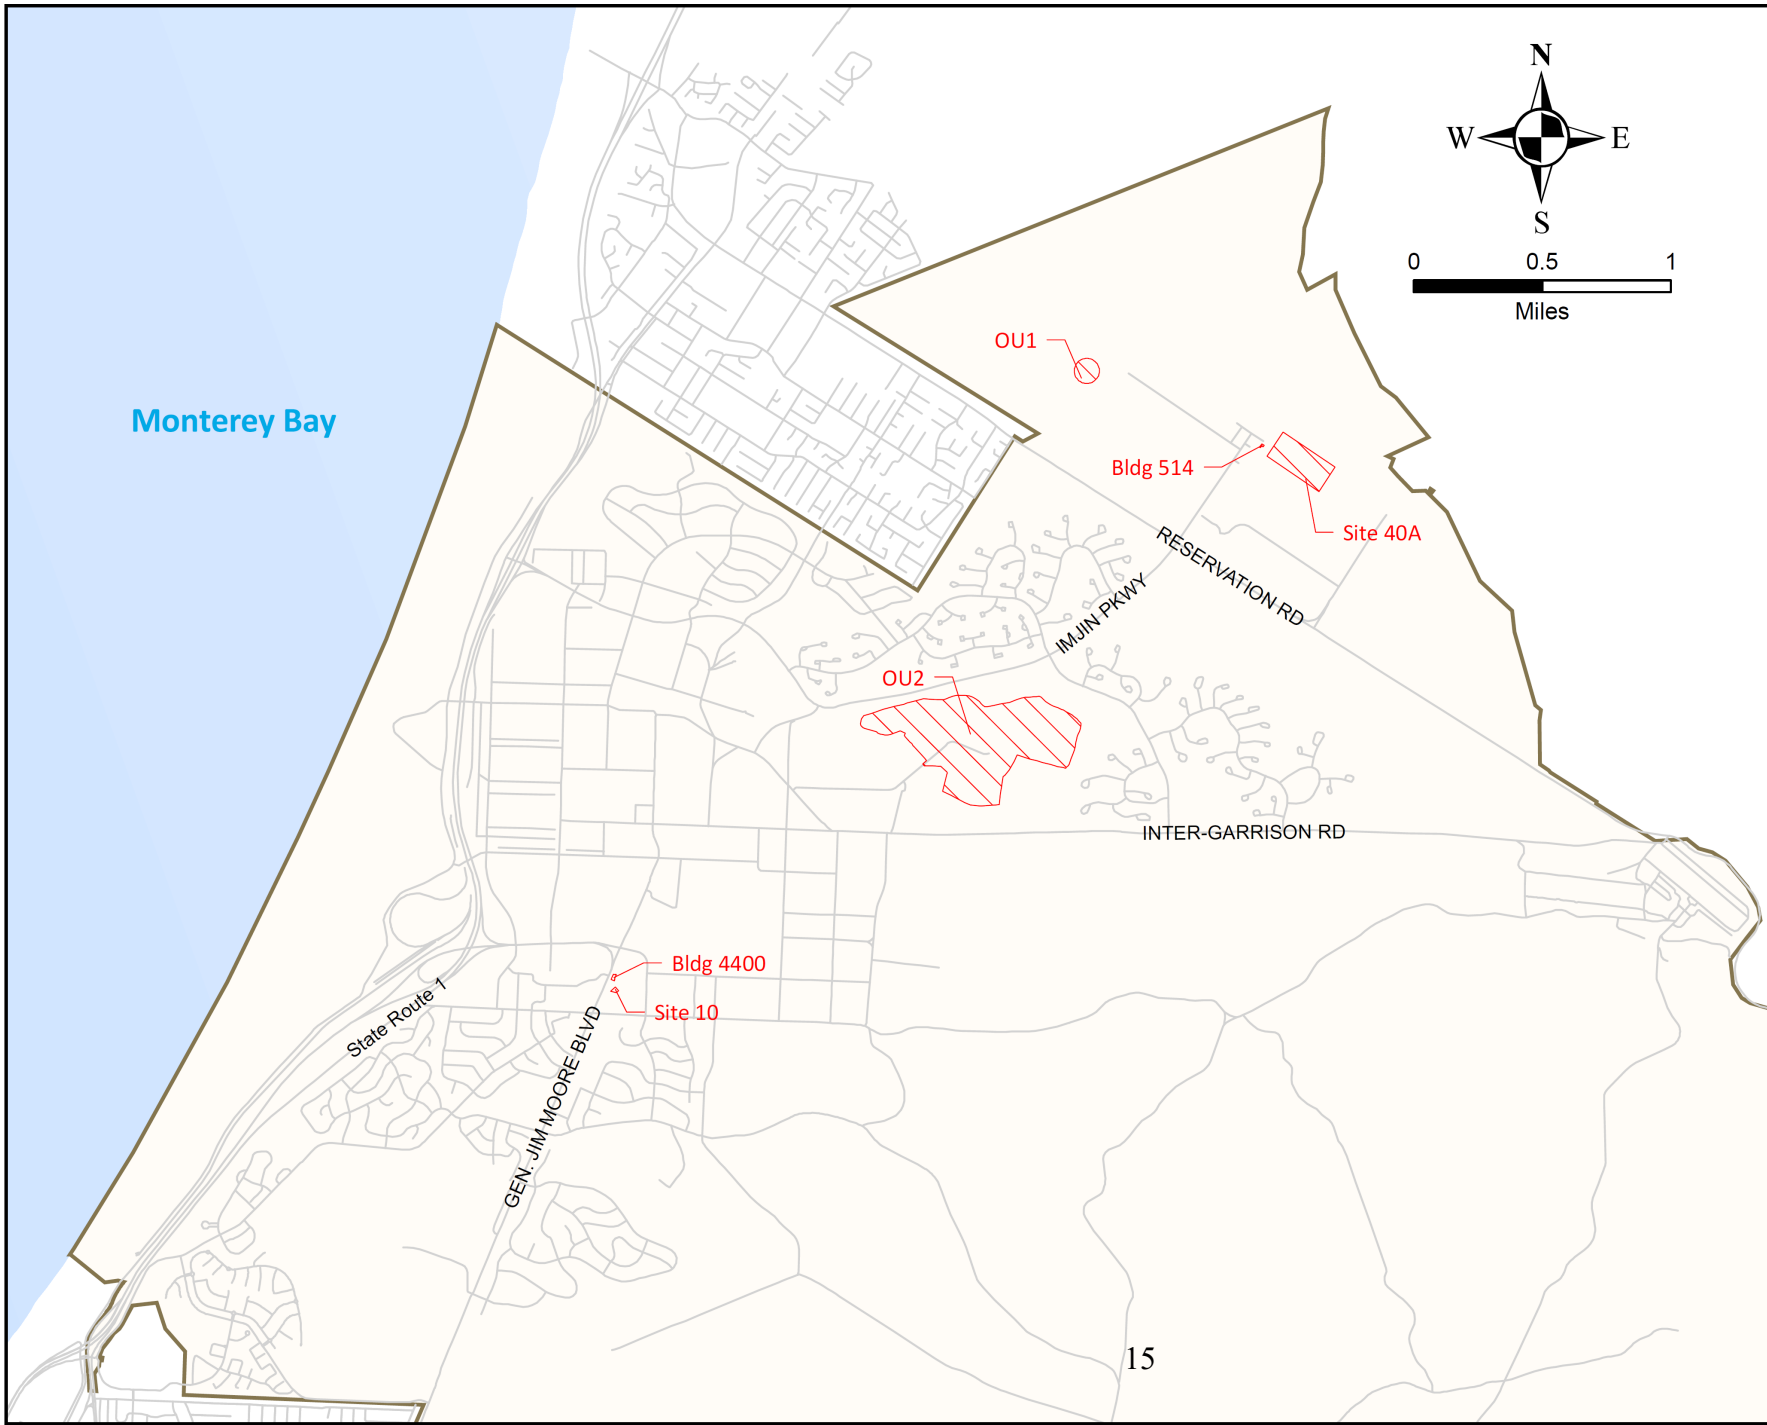 N
W E
S
0 0.5 1
Miles
OU1
Monterey Bay
Bldg 514
Site 40A
RESERVATION RD
IMJIN PKWY
OU2
INTER-GARRISON RD
Bldg 4400
Site 10
State Route 1
GEN. JIM MOORE BLVD
15